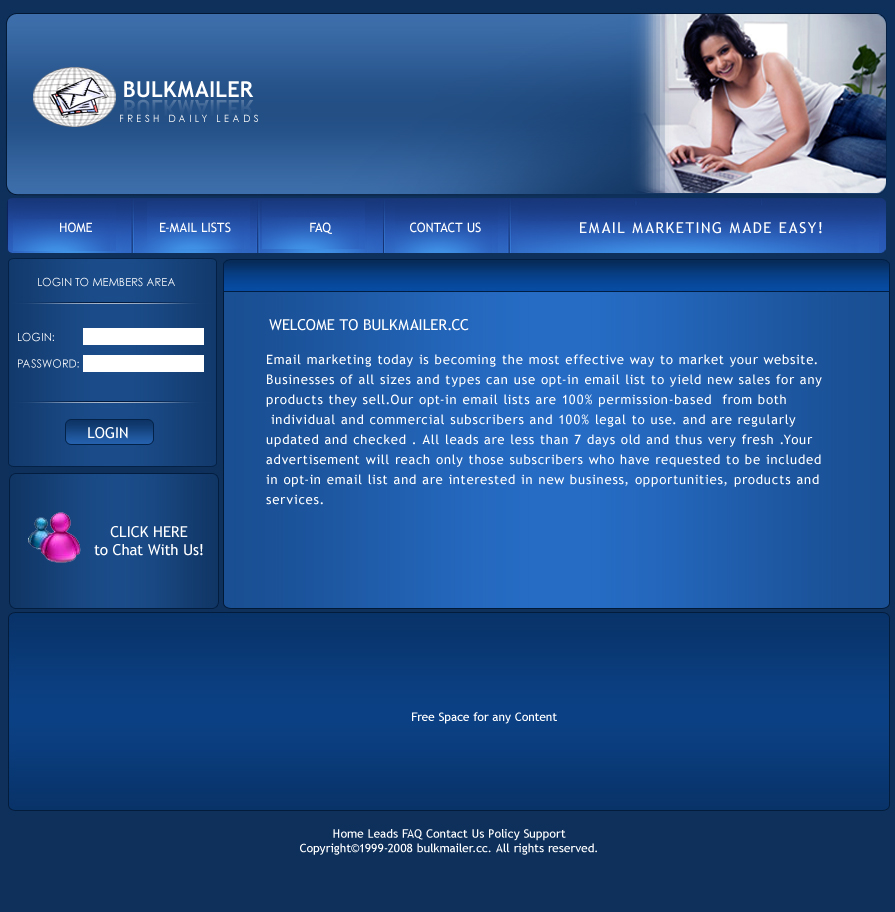 BULKMAILER
FRESH DAILY LEADS
HOME
E-MAIL LISTS
FAQ
CONTACT US
EMAIL MARKETING MADE EASY!
LOGIN TO MEMBERS AREA
LOGIN:
PASSWORD:
LOGIN
CLICK HERE
to Chat With Us!
WELCOME TO BULKMAILER.CC
Email marketing today is becoming the most effective way to market your website.
Businesses of all sizes and types can use opt-in email list to yield new sales for any
products they sell.Our opt-in email lists are 100% permission-based  from both
individual and commercial subscribers and 100% legal to use. and are regularly
updated and checked . All leads are less than 7 days old and thus very fresh .Your
advertisement will reach only those subscribers who have requested to be included
in opt-in email list and are interested in new business, opportunities, products and
services.
Free Space for any Content
Home Leads FAQ Contact Us Policy Support
Copyright©1999-2008 bulkmailer.cc. All rights reserved.